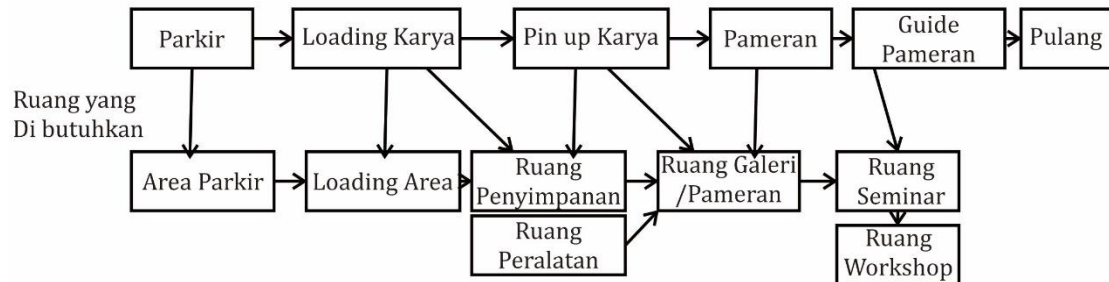 Parkir
Loading Karya
Pin up Karya
Pameran
Guide
Pameran
Pulang
Ruang yang
Di butuhkan
Area Parkir
Loading Area
Ruang
Penyimpanan
Ruang Galeri
/Pameran
Ruang
Seminar
Ruang
Peralatan
Ruang
Workshop